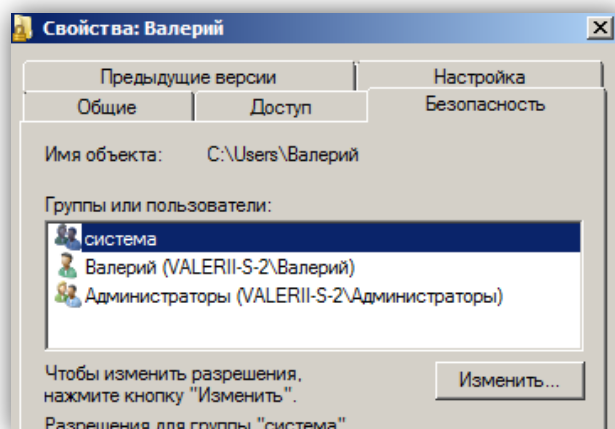 Свойства: Валерий
Предыдущие версии
Настройка
Общие
Доступ
Безопасность
Имя объекта: C:\Users\Валерий
Группы или пользователи:
система
Валерий (VALERII-S-2\Валерий)
Администраторы (VALERII-S-2\Администраторы)
Чтобы изменить разрешения,
нажмите кнопку "Изменить".
Изменить...
Разрешения для группы "система"